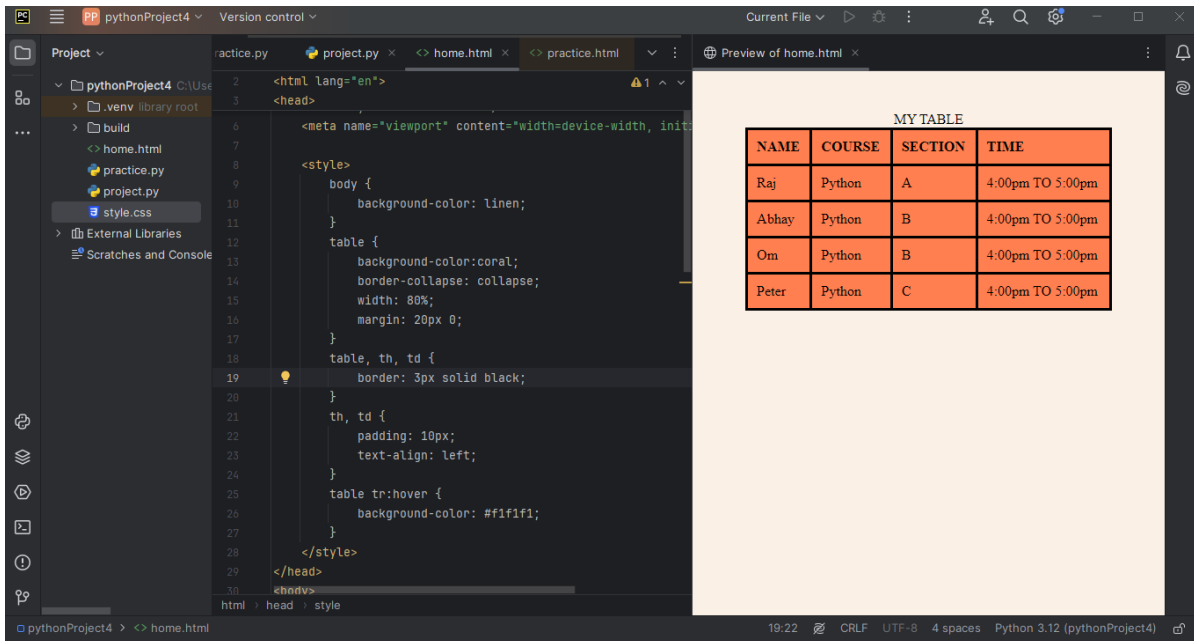 PC PP pythonProject4 Version control Current File
Project
ractice.py project.py home.html practice.html
Preview of home.html
pythonProject4 C:\Use
.venv library root
build
home.html
practice.py
project.py
style.css
External Libraries
Scratches and Console
2 <html lang="en"> 1
3 <head>
6 <meta name="viewport" content="width=device-width, init
7
8 <style>
9 body {
10 background-color: linen;
11 }
12 table {
13 background-color:coral;
14 border-collapse: collapse;
15 width: 80%;
16 margin: 20px 0;
17 }
18 table, th, td {
19 border: 3px solid black;
20 }
21 th, td {
22 padding: 10px;
23 text-align: left;
24 }
25 table tr:hover {
26 background-color: #f1f1f1;
27 }
28 </style>
29 </head>
30 <body>
html > head > style
MY TABLE
NAME COURSE SECTION TIME
Raj Python A 4:00pm TO 5:00pm
Abhay Python B 4:00pm TO 5:00pm
Om Python B 4:00pm TO 5:00pm
Peter Python C 4:00pm TO 5:00pm
pythonProject4 > home.html 19:22 CRLF UTF-8 4 spaces Python 3.12 (pythonProject4)